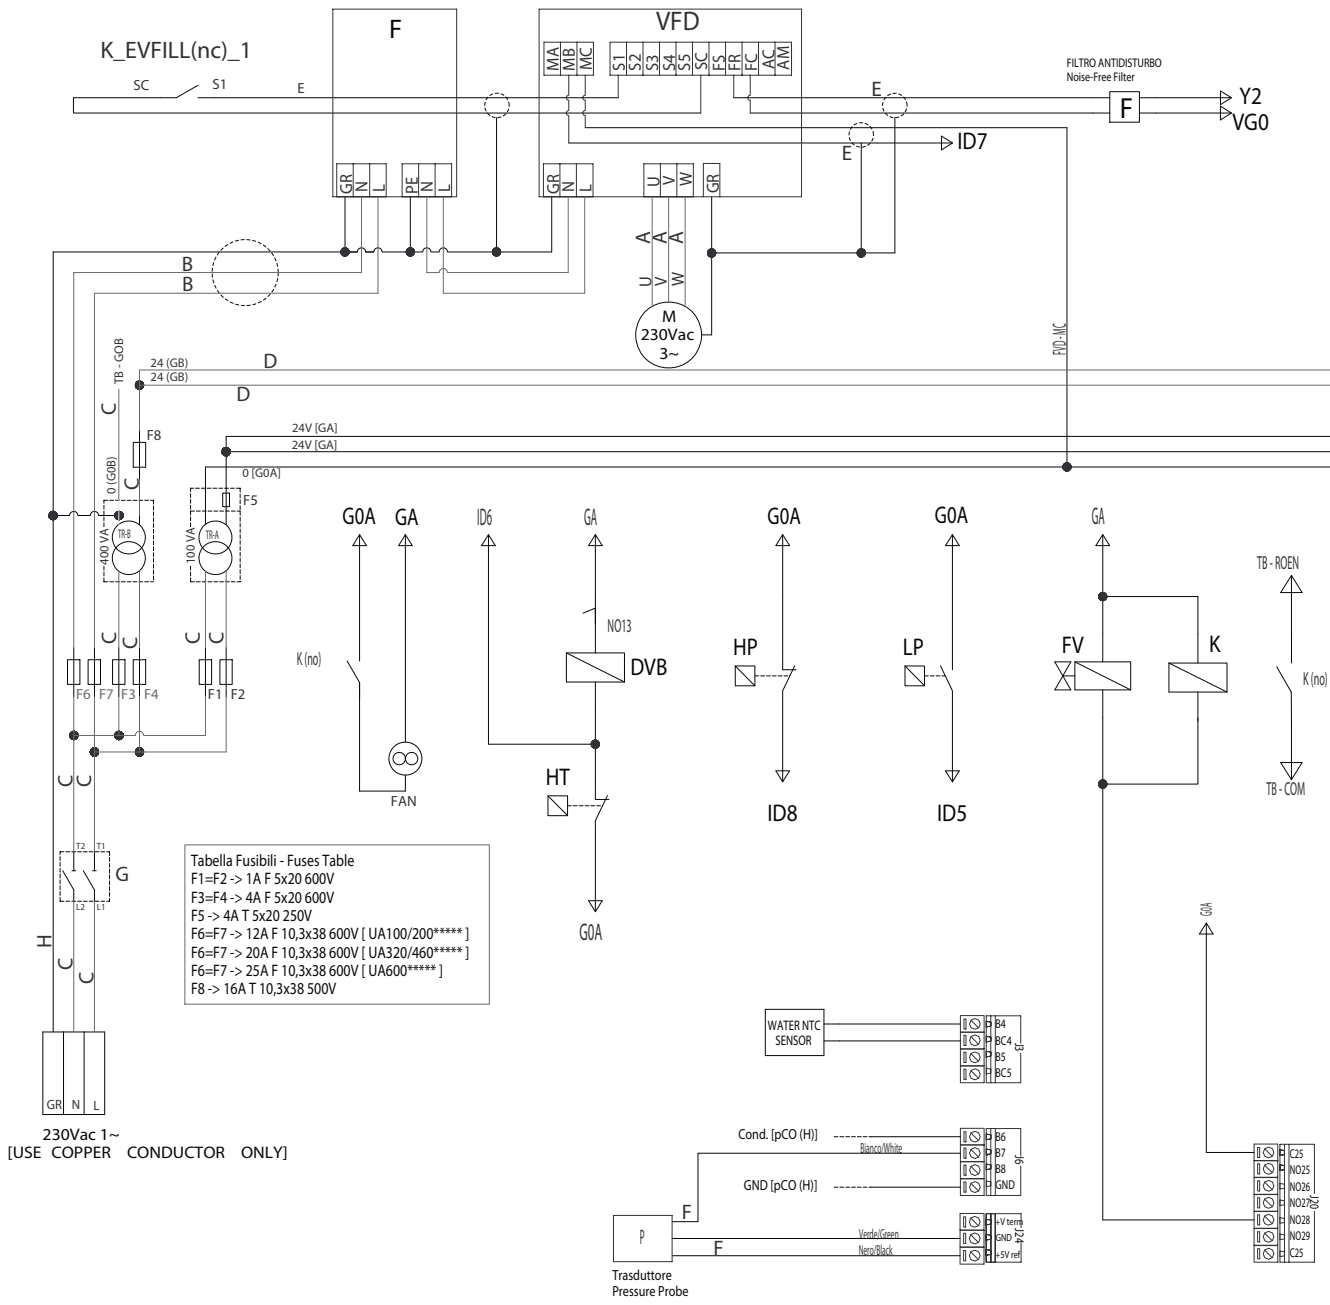 K_EVFILL(nc)_1
SC
S1
E
F
GR
N
L
PE
N
L
VFD
MA
MB
MC
S1
S2
S3
S4
S5
SC
FS
FR
FC
AC
AM
GR
N
L
U
V
W
GR
E
E
FILTRO ANTIDISTURBO
Noise-Free Filter
F
Y2
VG0
ID7
B
B
A
A
A
U
V
W
M
230Vac
3~
FVD - MC
TB - GOB
24 (GB)
24 (GB)
D
D
C
F8
24V [GA]
24V [GA]
0 [G0A]
0 (G0B)
C
F5
400 VA
TR-B
100 VA
TR-A
C
C
C
C
F6
F7
F3
F4
F1
F2
C
C
T2
T1
G
L2
L1
H
C
C
GR
N
L
230Vac 1~
[USE COPPER CONDUCTOR ONLY]
G0A
GA
K (no)
FAN
ID6
GA
NO13
DVB
HT
G0A
G0A
HP
ID8
G0A
LP
ID5
GA
FV
K
TB - ROEN
K (no)
TB - COM
Tabella Fusibili - Fuses Table
F1=F2 -> 1A F 5x20 600V
F3=F4 -> 4A F 5x20 600V
F5 -> 4A T 5x20 250V
F6=F7 -> 12A F 10,3x38 600V [ UA100/200***** ]
F6=F7 -> 20A F 10,3x38 600V [ UA320/460***** ]
F6=F7 -> 25A F 10,3x38 600V [ UA600***** ]
F8 -> 16A T 10,3x38 500V
WATER NTC
SENSOR
B4
BC4
B5
BC5
J3
Cond. [pCO (H)]
Bianco/White
GND [pCO (H)]
B6
B7
B8
GND
J6
F
P
Verde/Green
F
Nero/Black
+V term
GND
+5V ref
J24
Trasduttore
Pressure Probe
G0A
C25
NO25
NO26
NO27
NO28
NO29
C25
J20